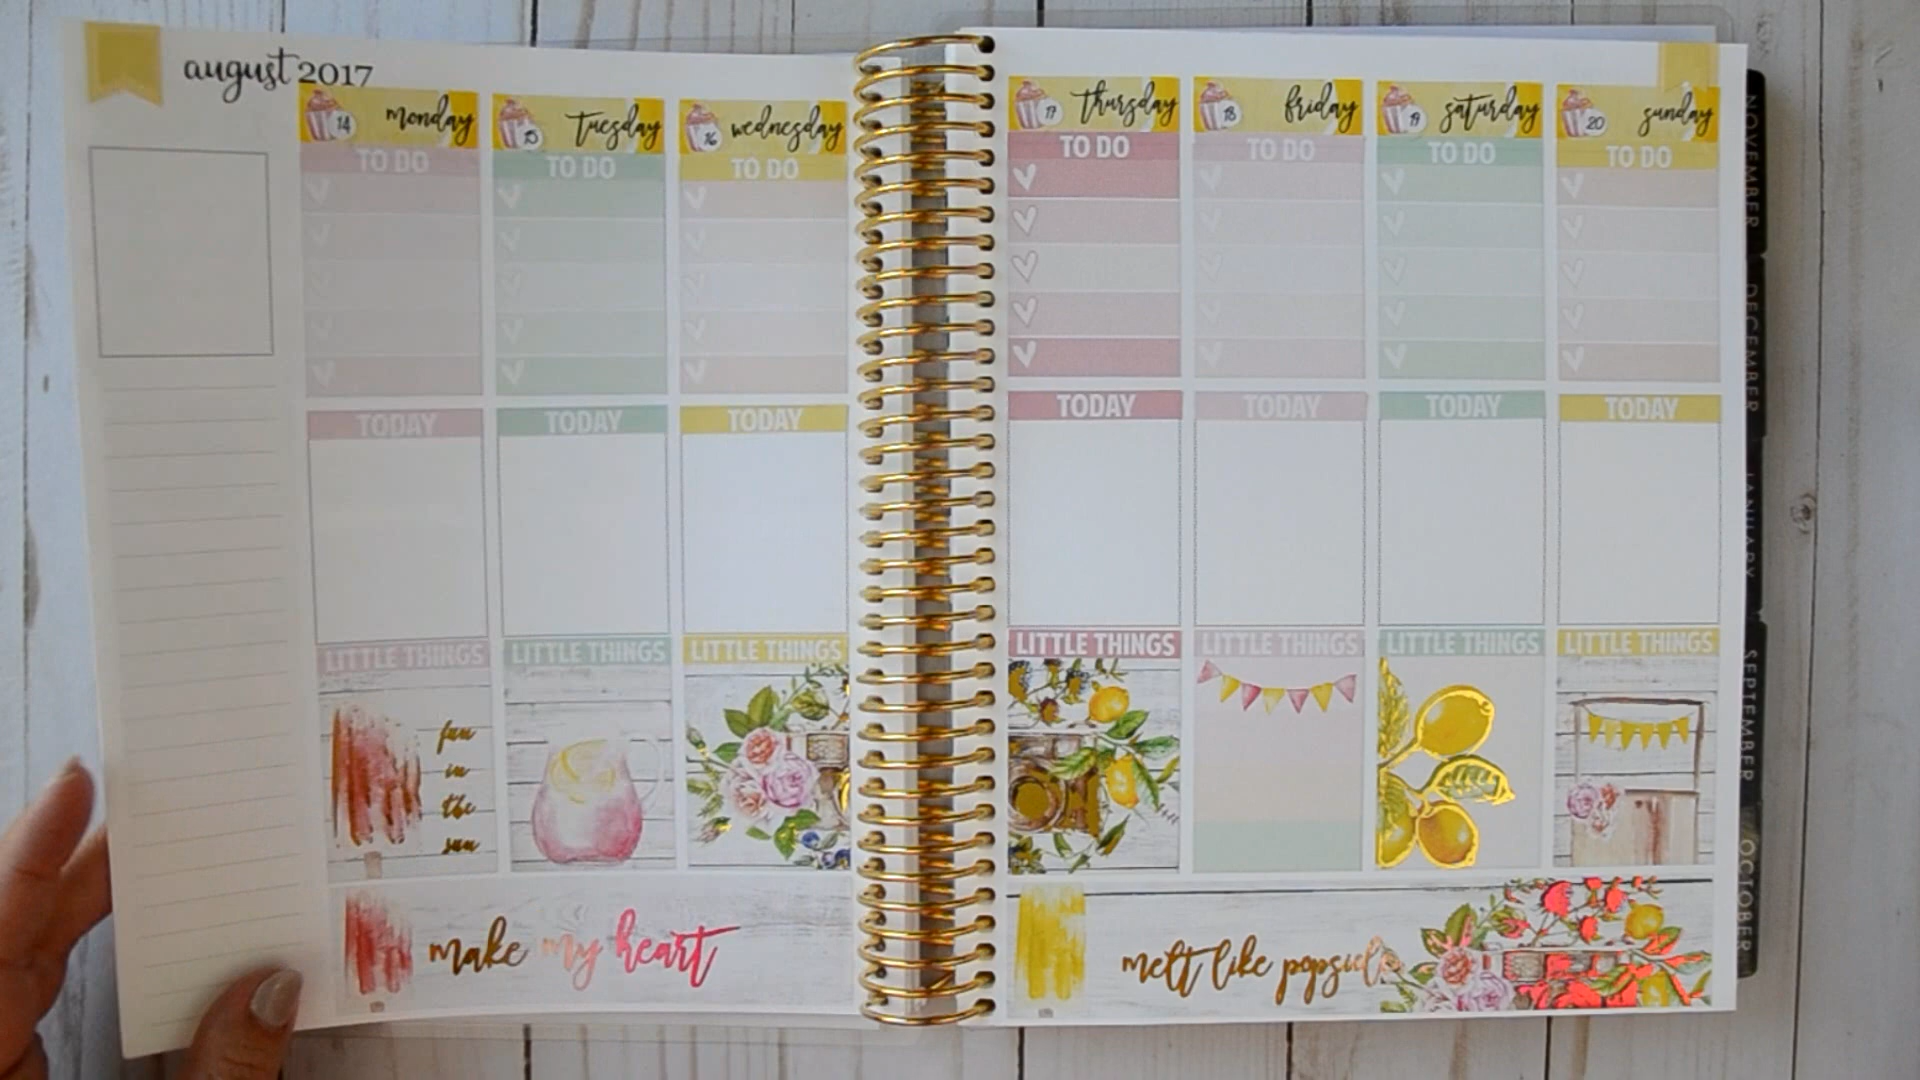 august 2017
14 monday
15 tuesday
16 wednesday
17 thursday
18 friday
19 saturday
20 sunday
TO DO
TO DO
TO DO
TO DO
TO DO
TO DO
TO DO
TODAY
TODAY
TODAY
TODAY
TODAY
TODAY
TODAY
LITTLE THINGS
LITTLE THINGS
LITTLE THINGS
LITTLE THINGS
LITTLE THINGS
LITTLE THINGS
LITTLE THINGS
fun
in
the
sun
make my heart
melt like popsicles
NOVEMBER
DECEMBER
JANUARY
SEPTEMBER
OCTOBER